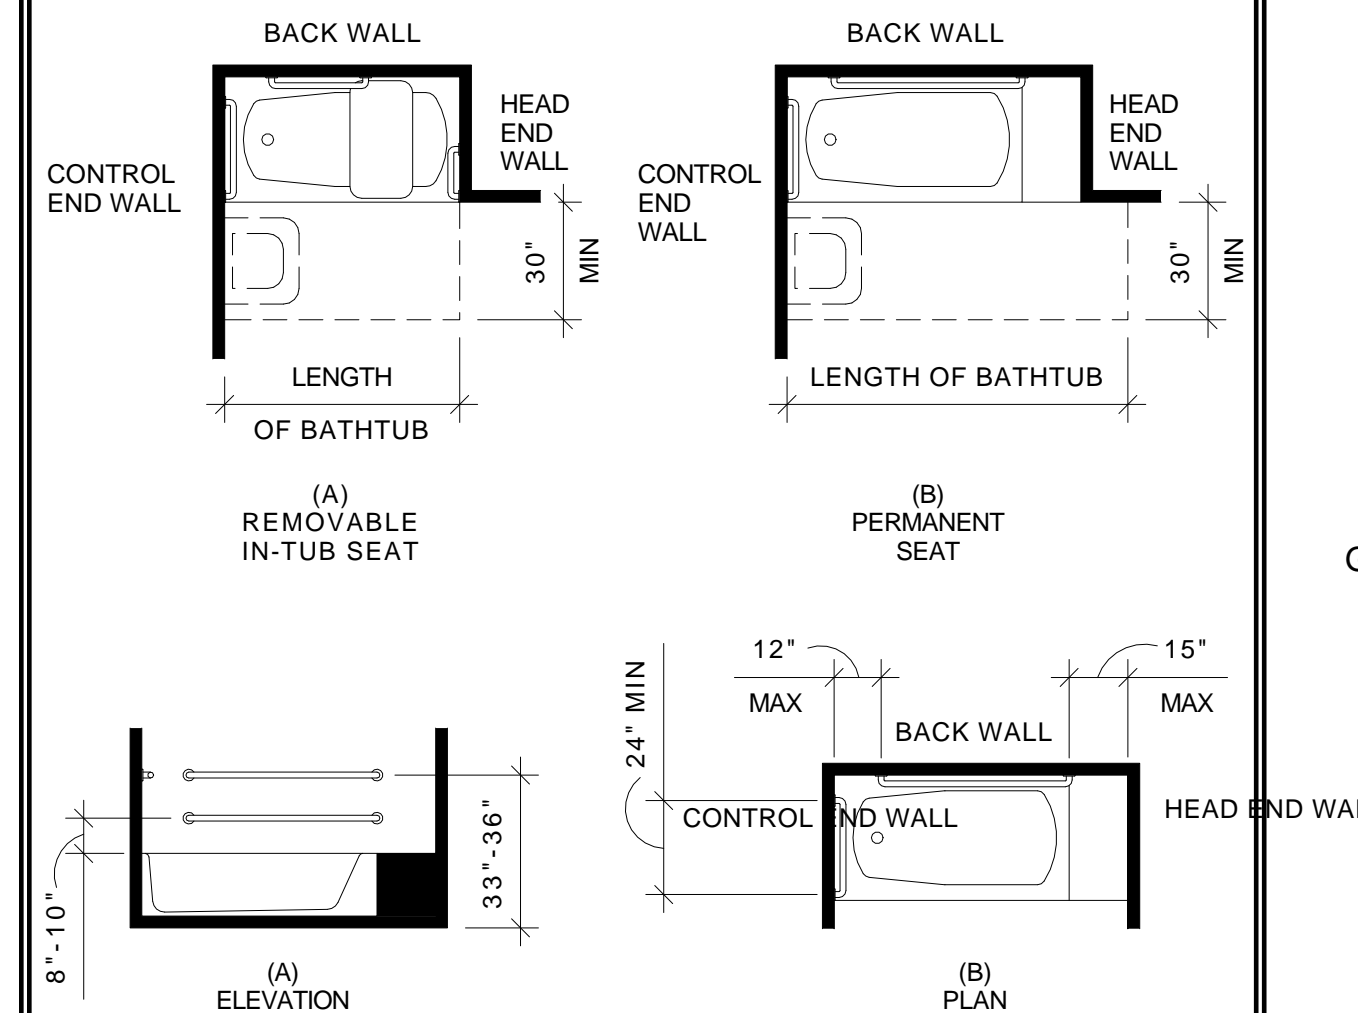 BACK WALL
HEAD
END
WALL
CONTROL
END WALL
30"
MIN
LENGTH
OF BATHTUB
(A)
REMOVABLE
IN-TUB SEAT
BACK WALL
HEAD
END
WALL
CONTROL
END
WALL
30"
MIN
LENGTH OF BATHTUB
(B)
PERMANENT
SEAT
33"-36"
8"-10"
(A)
ELEVATION
12"
MAX
15"
MAX
24" MIN
BACK WALL
CONTROL END WALL
HEAD END
(B)
PLAN